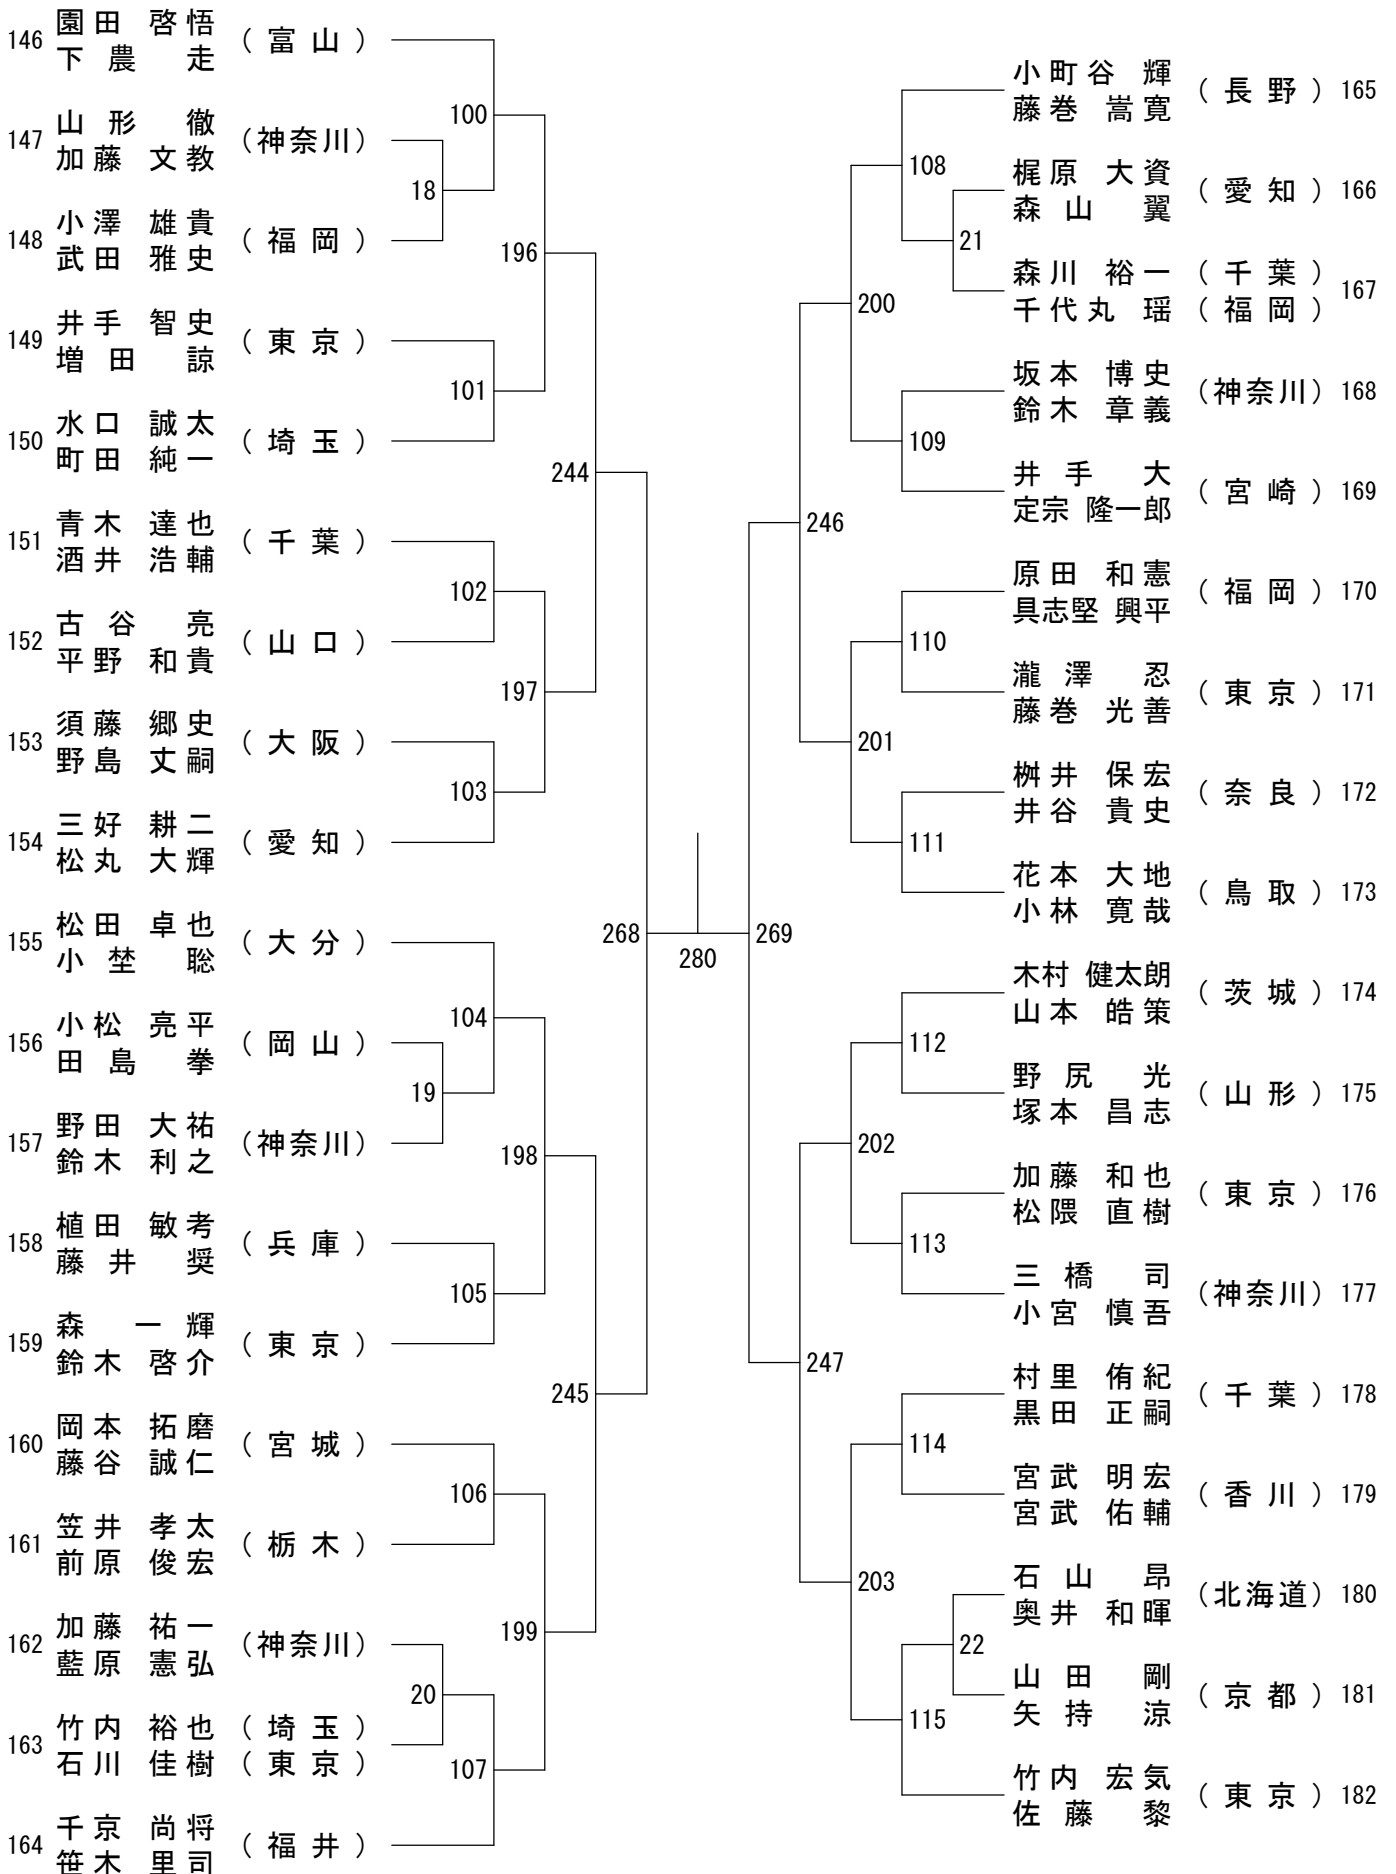 146 園田 啓悟 (富山)
下農 走
147 山形 徹 (神奈川)
加藤 文教
148 小澤 雄貴 (福岡)
武田 雅史
149 井手 智史 (東京)
増田 諒
150 水口 誠太 (埼玉)
町田 純一
151 青木 達也 (千葉)
酒井 浩輔
152 古谷 亮 (山口)
平野 和貴
153 須藤 郷史 (大阪)
野島 丈嗣
154 三好 耕二 (愛知)
松丸 大輝
155 松田 卓也 (大分)
小埜 聡
156 小松 亮平 (岡山)
田島 拳
157 野田 大祐 (神奈川)
鈴木 利之
158 植田 敏考 (兵庫)
藤井 奨
159 森 一輝 (東京)
鈴木 啓介
160 岡本 拓磨 (宮城)
藤谷 誠仁
161 笠井 孝太 (栃木)
前原 俊宏
162 加藤 祐一 (神奈川)
藍原 憲弘
163 竹内 裕也 (埼玉)
石川 佳樹 (東京)
164 千京 尚将 (福井)
笹木 里司
100
18
196
101
244
102
197
103
268
104
19
198
105
245
106
199
20
107
280
269
108
21
200
109
246
110
201
111
112
202
113
247
114
203
22
115
小町谷 輝 (長野) 165
藤巻 嵩寛
梶原 大資 (愛知) 166
森山 翼
森川 裕一 (千葉) 167
千代丸 瑶 (福岡)
坂本 博史 (神奈川) 168
鈴木 章義
井手 大 (宮崎) 169
定宗 隆一郎
原田 和憲 (福岡) 170
具志堅 興平
瀧澤 忍 (東京) 171
藤巻 光善
桝井 保宏 (奈良) 172
井谷 貴史
花本 大地 (鳥取) 173
小林 寛哉
木村 健太朗 (茨城) 174
山本 皓策
野尻 光 (山形) 175
塚本 昌志
加藤 和也 (東京) 176
松隈 直樹
三橋 司 (神奈川) 177
小宮 慎吾
村里 侑紀 (千葉) 178
黒田 正嗣
宮武 明宏 (香川) 179
宮武 佑輔
石山 昂 (北海道) 180
奥井 和暉
山田 剛 (京都) 181
矢持 涼
竹内 宏気 (東京) 182
佐藤 黎